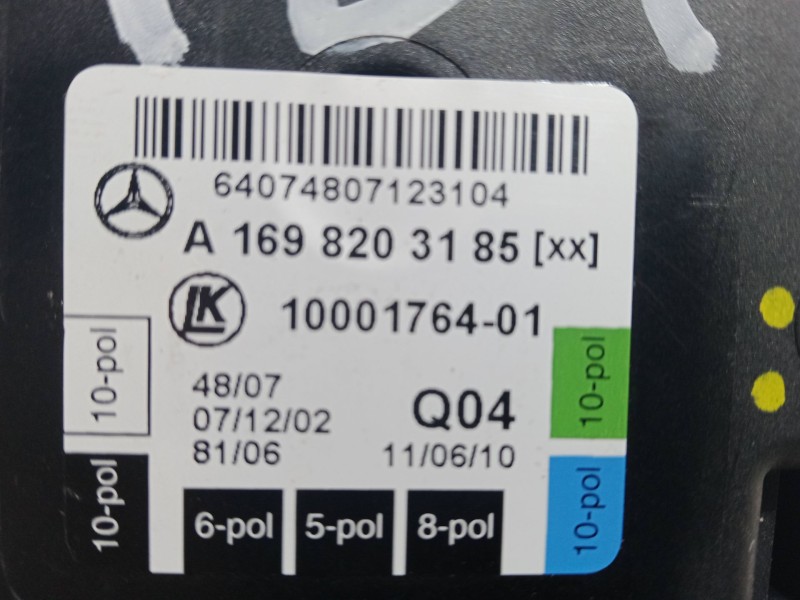 64074807123104
A 169 820 31 85 [xx]
LK 10001764-01
10-pol
10-pol
48/07
07/12/02
81/06
Q04
11/06/10
10-pol
10-pol
6-pol
5-pol
8-pol